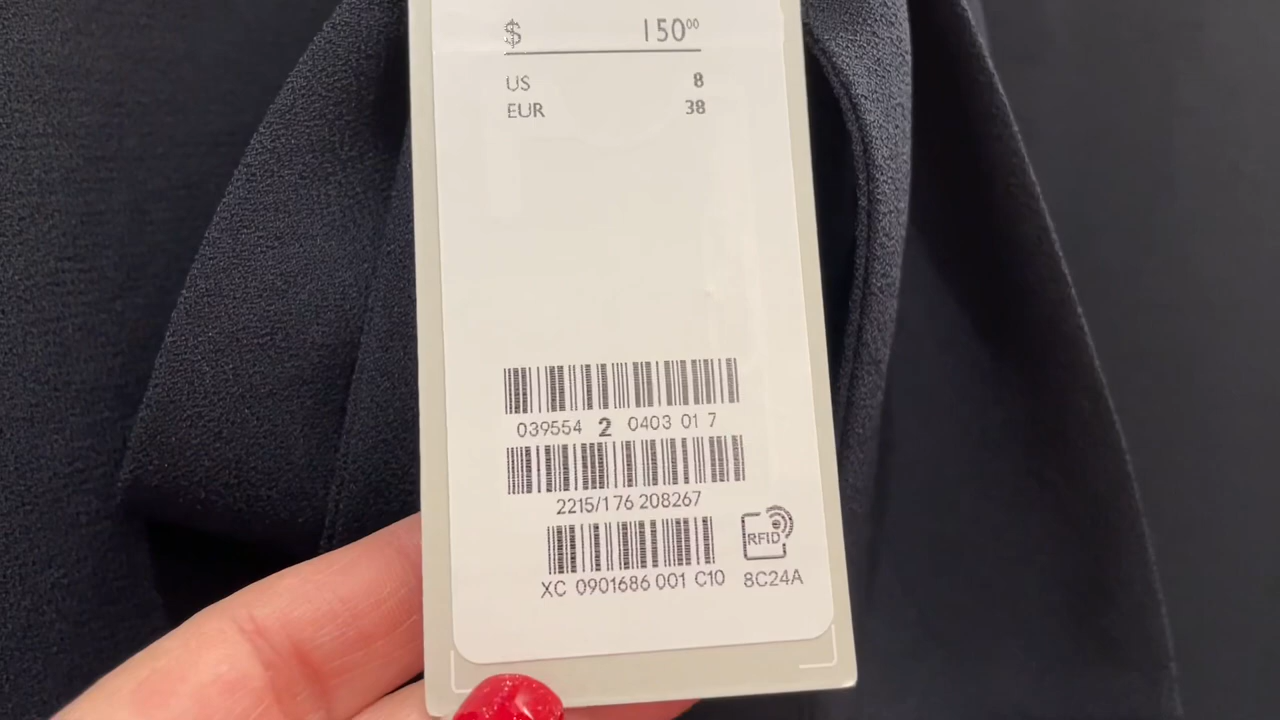 $ 150⁰⁰
US 8
EUR 38
039554 2 0403 01 7
2215/176 208267
RFID
XC 0901686 001 C10 8C24A